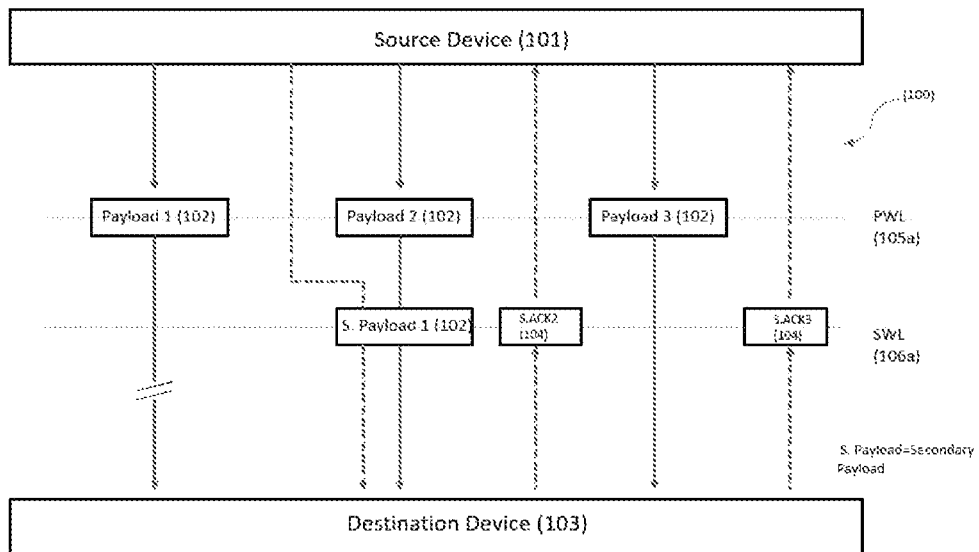 Source Device (101)
(100)
Payload 1 (102)
Payload 2 (102)
Payload 3 (102)
PWL
(105a)
S. Payload 1 (102)
S.ACK2
(104)
S.ACK3
(104)
SWL
(106a)
S. Payload=Secondary
Payload
Destination Device (103)